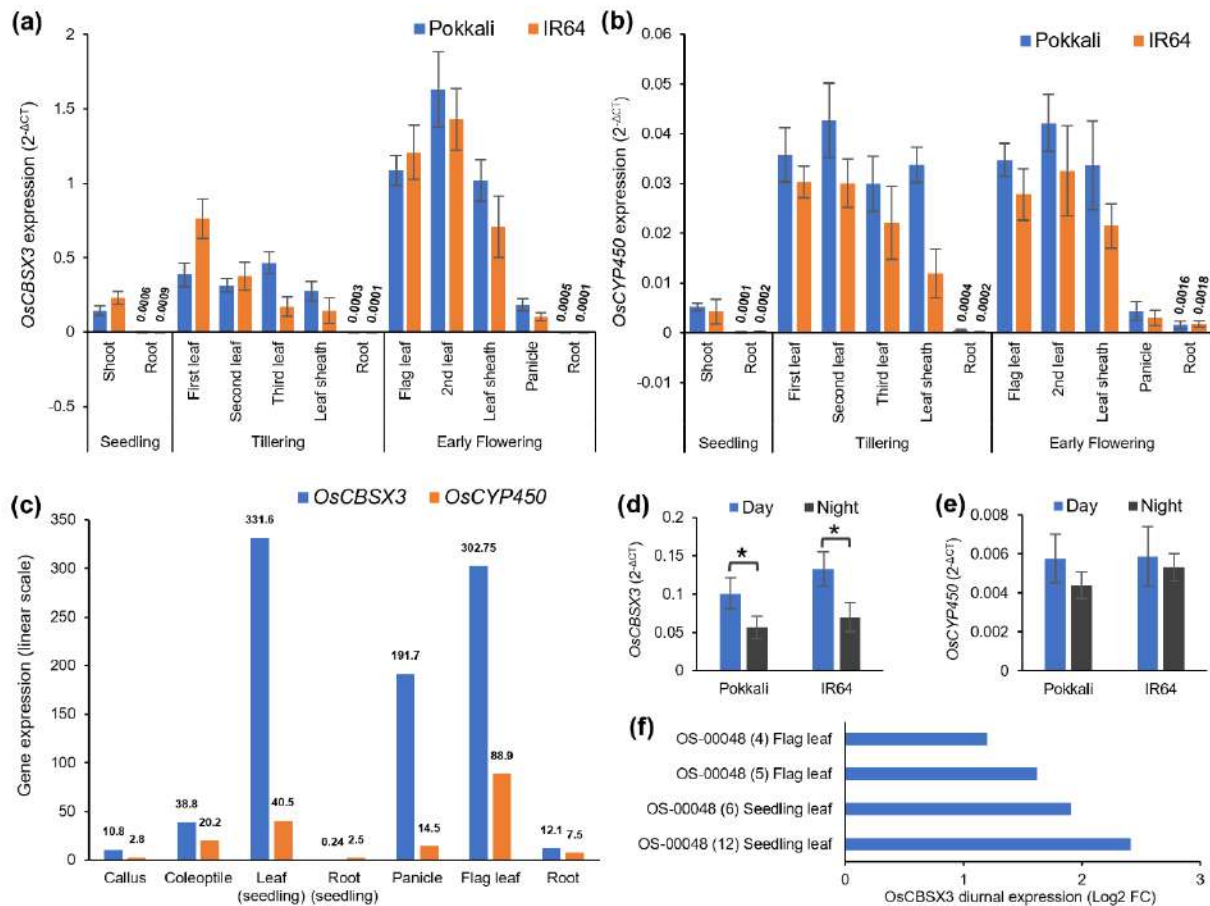 (a)
Pokkali IR64
OsCBSX3 expression (2-ΔCT)
2
1.5
1
0.5
0
-0.5
0.0006
0.0009
0.0003
0.0001
0.0005
0.0001
Shoot
Root
First leaf
Second leaf
Third leaf
Leaf sheath
Root
Flag leaf
2nd leaf
Leaf sheath
Panicle
Root
Seedling Tillering Early Flowering
(b)
Pokkali IR64
OsCYP450 expression (2-ΔCT)
0.06
0.05
0.04
0.03
0.02
0.01
0
-0.01
0.0001
0.0002
0.0004
0.0002
0.0016
0.0018
Shoot
Root
First leaf
Second leaf
Third leaf
Leaf sheath
Root
Flag leaf
2nd leaf
Leaf sheath
Panicle
Root
Seedling Tillering Early Flowering
(c)
OsCBSX3 OsCYP450
Gene expression (linear scale)
350
300
250
200
150
100
50
0
10.8 2.8
38.8 20.2
331.6 40.5
0.24 2.5
191.7 14.5
302.75 88.9
12.1 7.5
Callus Coleoptile Leaf Root Panicle Flag leaf Root
(seedling) (seedling)
(d)
Day Night
OsCBSX3 (2-ΔCT)
0.2
0.15
0.1
0.05
0
* *
Pokkali IR64
(e)
Day Night
OsCYP450 (2-ΔCT)
0.008
0.006
0.004
0.002
0
Pokkali IR64
(f)
OS-00048 (4) Flag leaf
OS-00048 (5) Flag leaf
OS-00048 (6) Seedling leaf
OS-00048 (12) Seedling leaf
0 1 2 3
OsCBSX3 diurnal expression (Log2 FC)